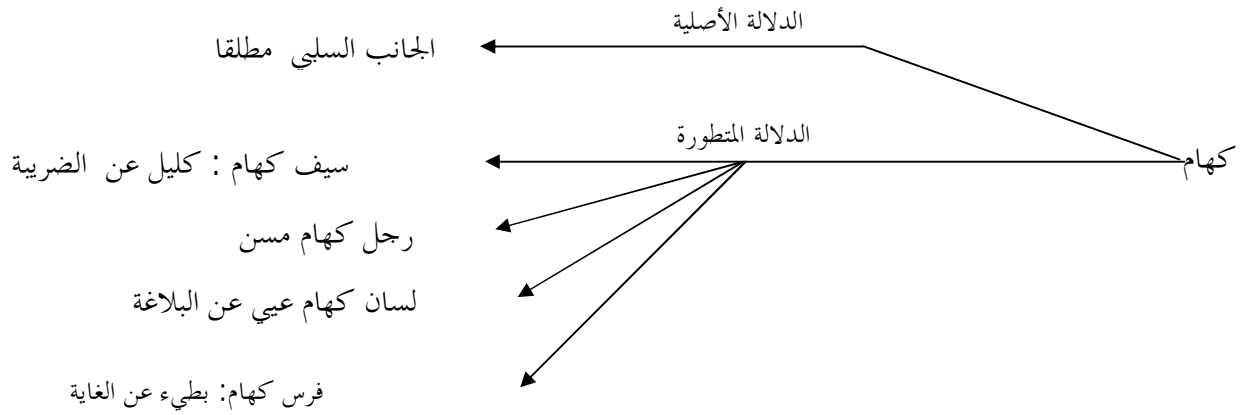 الدلالة الأصلية
الجانب السلبي مطلقا
الدلالة المتطورة
كهام
سيف كهام : كليل عن الضريبة
رجل كهام مسن
لسان كهام عيي عن البلاغة
فرس كهام: بطيء عن الغاية